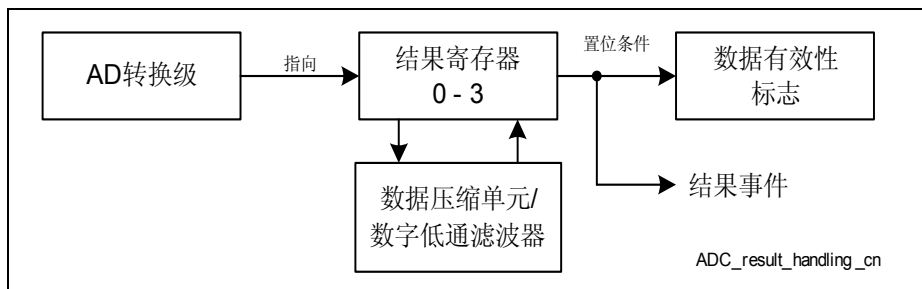 AD转换级
指向
结果寄存器
0 - 3
置位条件
数据有效性
标志
数据压缩单元/
数字低通滤波器
结果事件
ADC_result_handling_cn